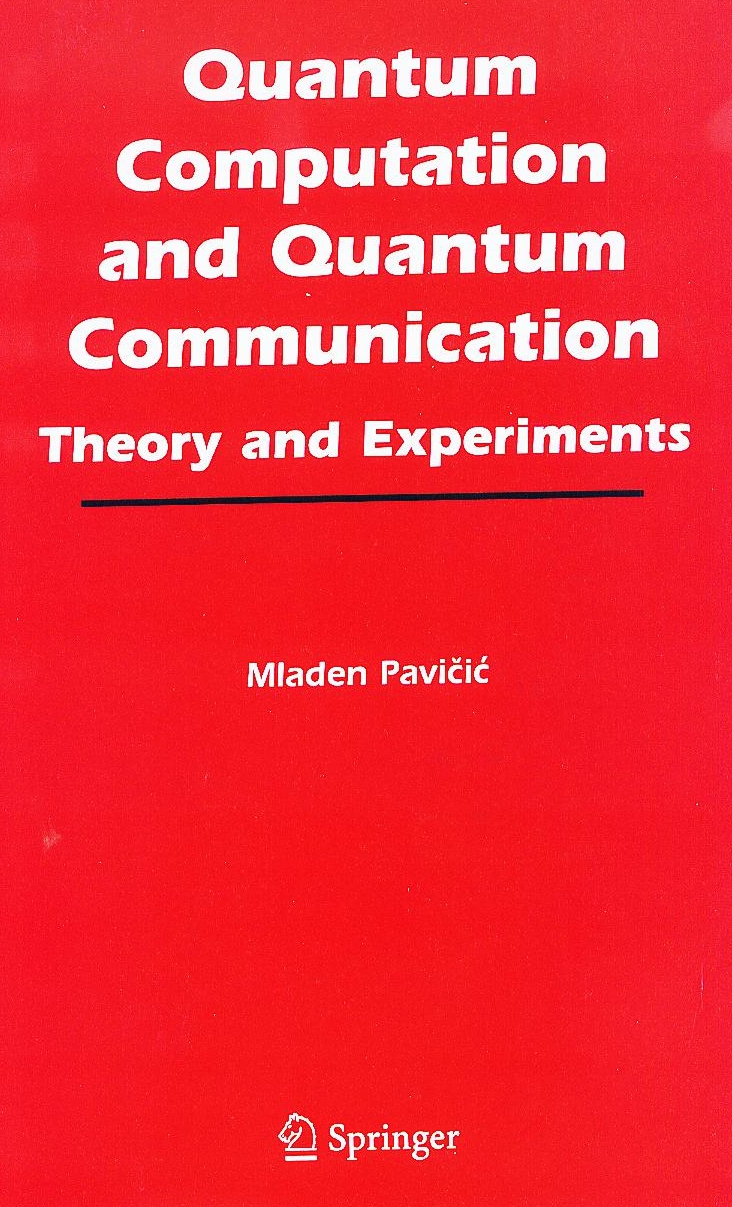 Quantum
Computation
and Quantum
Communication
Theory and Experiments
Mladen Pavičić
Springer